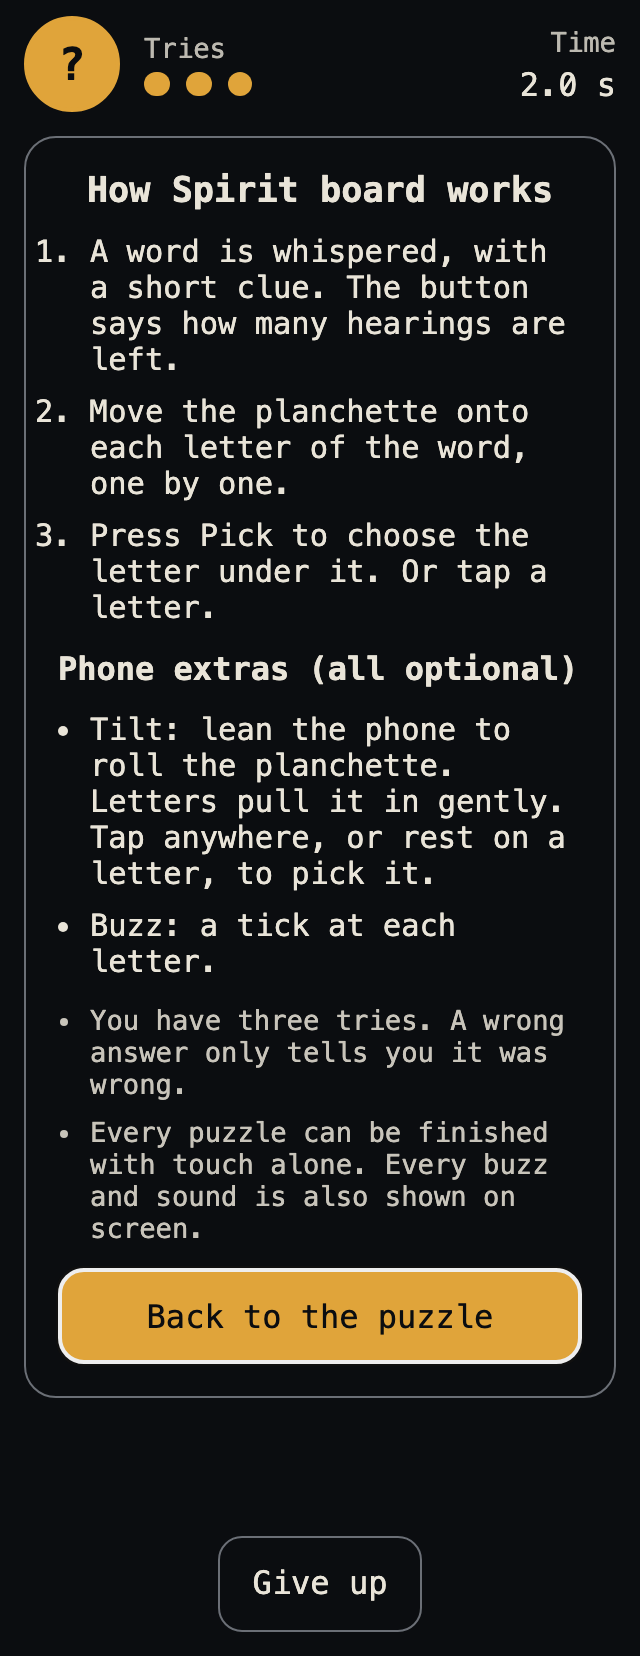 ?
Tries
Time
2.0 s
How Spirit board works
1. A word is whispered, with
a short clue. The button
says how many hearings are
left.
2. Move the planchette onto
each letter of the word,
one by one.
3. Press Pick to choose the
letter under it. Or tap a
letter.
Phone extras (all optional)
• Tilt: lean the phone to
roll the planchette.
Letters pull it in gently.
Tap anywhere, or rest on a
letter, to pick it.
• Buzz: a tick at each
letter.
• You have three tries. A wrong
answer only tells you it was
wrong.
• Every puzzle can be finished
with touch alone. Every buzz
and sound is also shown on
screen.
Back to the puzzle
Give up